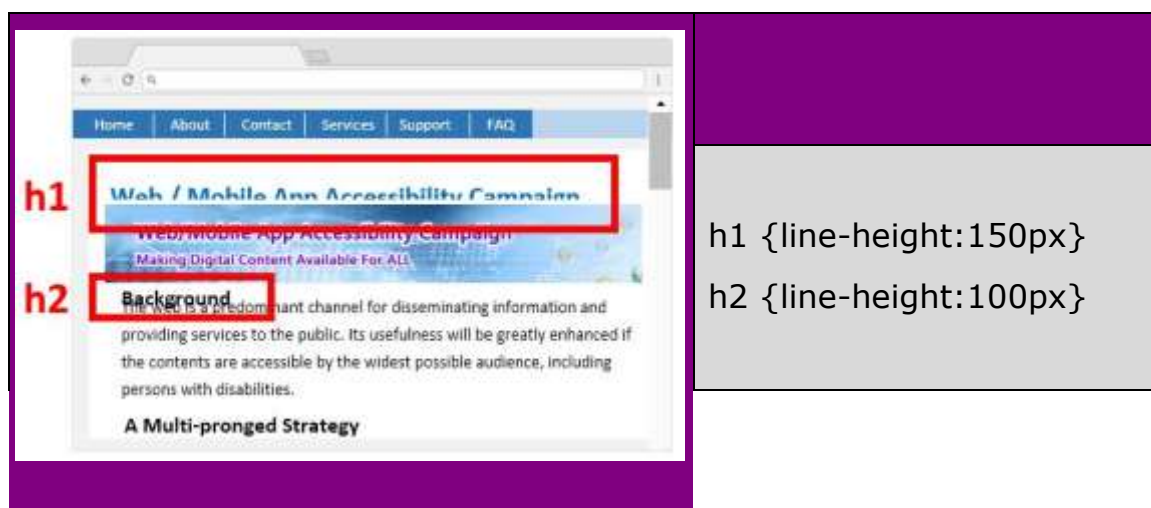 Home About Contact Services Support FAQ
h1
Web / Mobile App Accessibility Campaign
Web/Mobile App Accessibility Campaign
Making Digital Content Available For ALL
h2
Background
The web is a predominant channel for disseminating information and
providing services to the public. Its usefulness will be greatly enhanced if
the contents are accessible by the widest possible audience, including
persons with disabilities.
A Multi-pronged Strategy
h1 {line-height:150px}
h2 {line-height:100px}